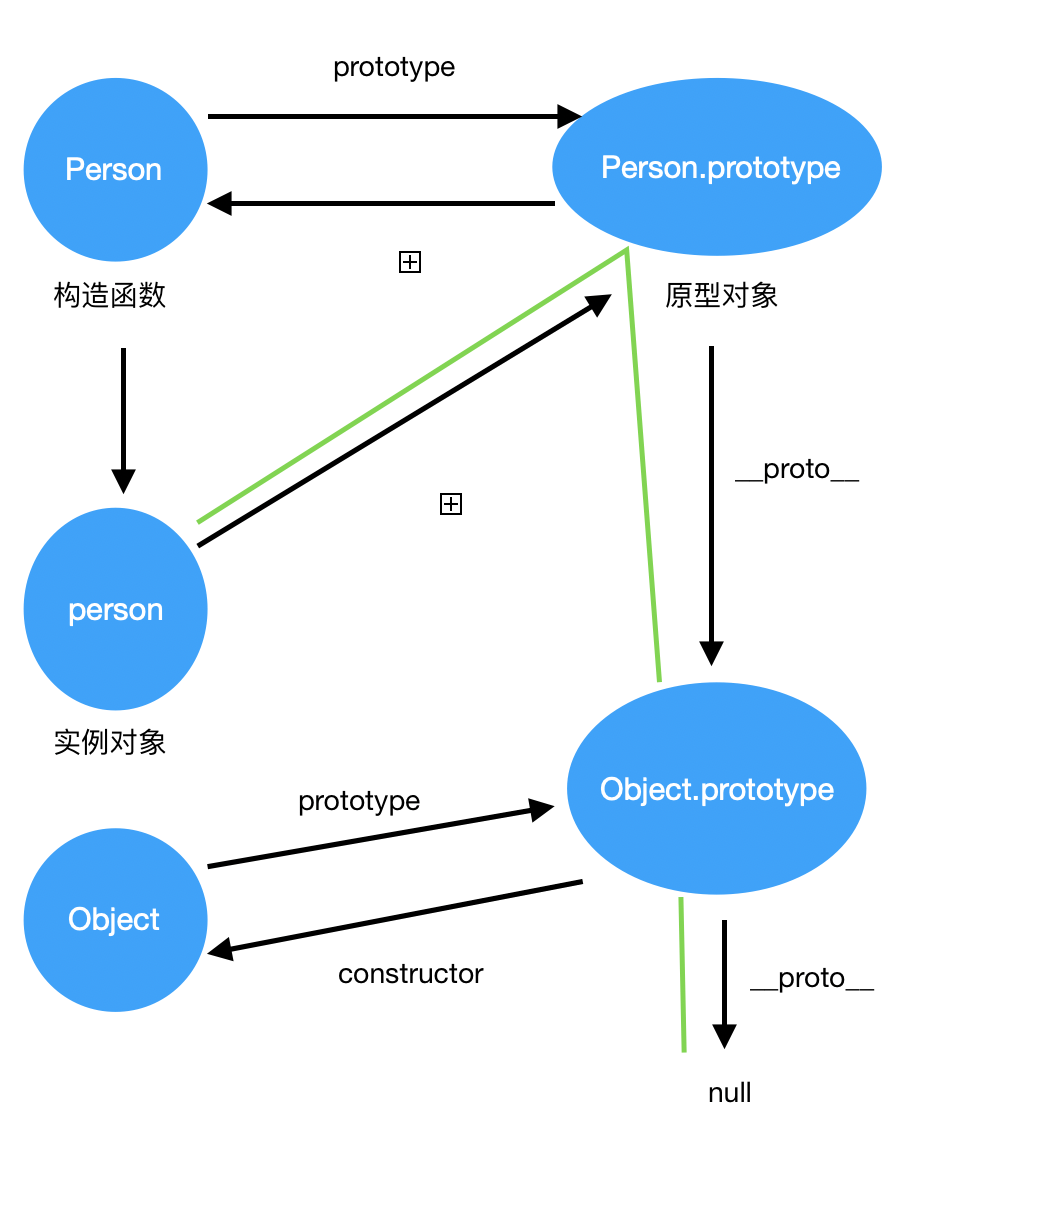 prototype
Person
Person.prototype
构造函数
原型对象
__proto__
person
实例对象
prototype
Object.prototype
Object
constructor
__proto__
null